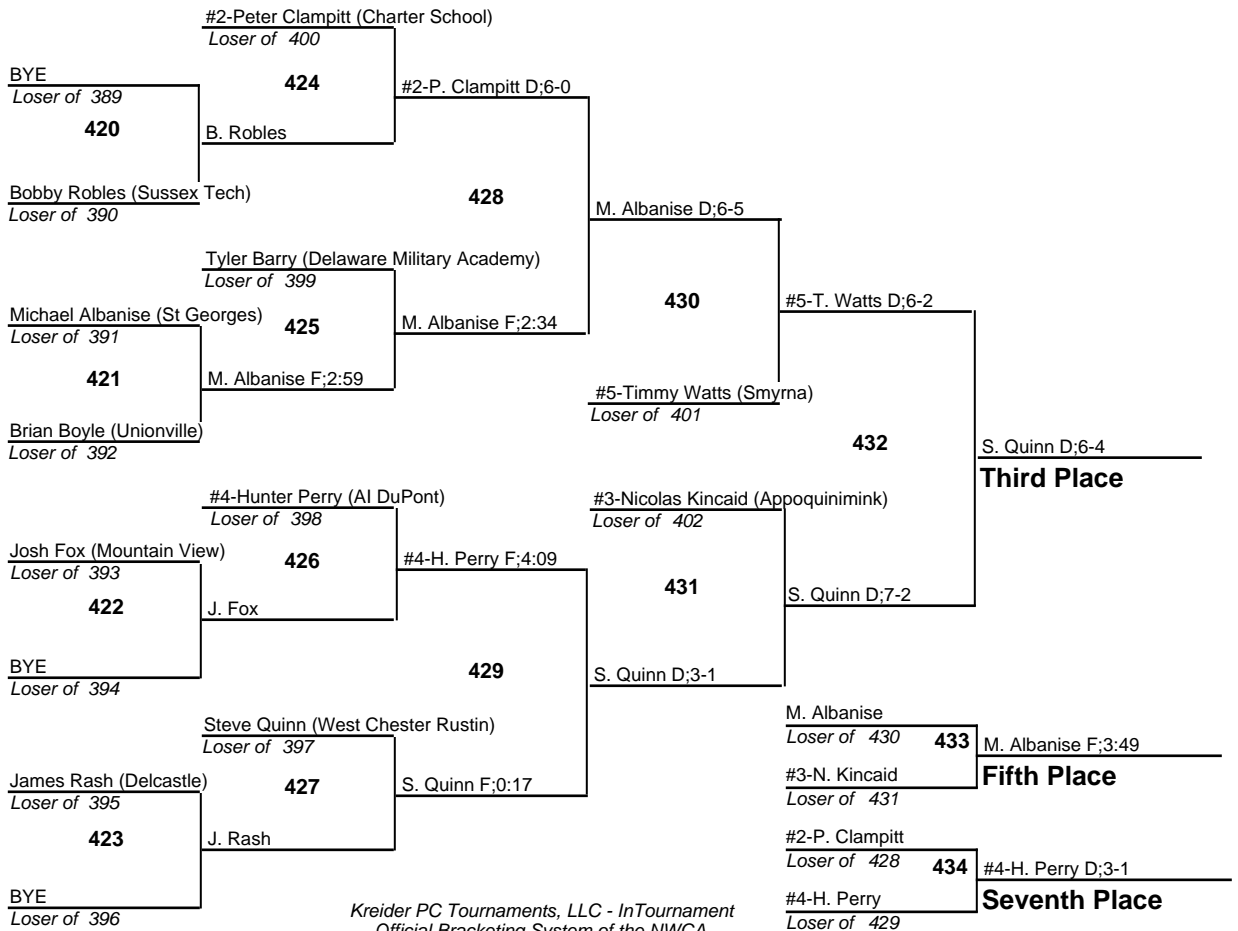 #2-Peter Clampitt (Charter School)
Loser of 400
BYE
Loser of 389
424
#2-P. Clampitt D;6-0
420
B. Robles
Bobby Robles (Sussex Tech)
Loser of 390
428
M. Albanise D;6-5
Tyler Barry (Delaware Military Academy)
Loser of 399
Michael Albanise (St Georges)
Loser of 391
425
M. Albanise F;2:34
430
#5-T. Watts D;6-2
421
M. Albanise F;2:59
#5-Timmy Watts (Smyrna)
Loser of 401
Brian Boyle (Unionville)
Loser of 392
432
S. Quinn D;6-4
Third Place
#4-Hunter Perry (AI DuPont)
Loser of 398
#3-Nicolas Kincaid (Appoquinimink)
Loser of 402
Josh Fox (Mountain View)
Loser of 393
426
#4-H. Perry F;4:09
431
S. Quinn D;7-2
422
J. Fox
BYE
Loser of 394
429
S. Quinn D;3-1
Steve Quinn (West Chester Rustin)
Loser of 397
M. Albanise
Loser of 430
433
M. Albanise F;3:49
Fifth Place
#3-N. Kincaid
Loser of 431
James Rash (Delcastle)
Loser of 395
427
S. Quinn F;0:17
423
J. Rash
#2-P. Clampitt
Loser of 428
434
#4-H. Perry D;3-1
Seventh Place
#4-H. Perry
Loser of 429
BYE
Loser of 396
Kreider PC Tournaments, LLC - InTournament
Official Bracketing System of the NWCA